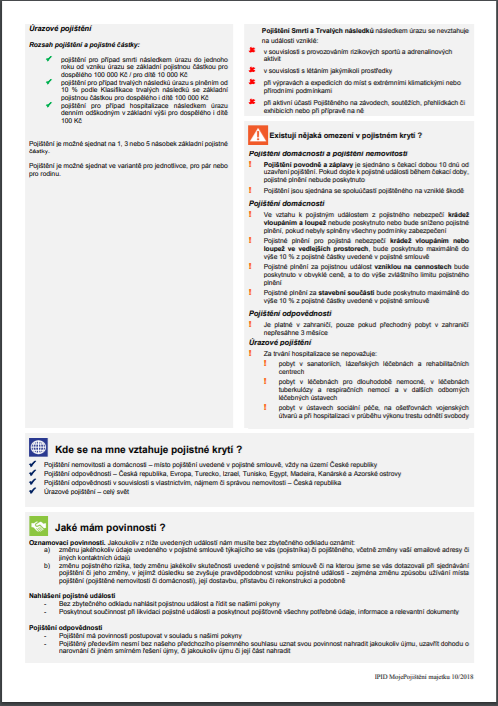 Úrazové pojištění
Rozsah pojištění a pojistné částky:
✔ pojištění pro případ smrti následkem úrazu do jednoho
roku od vzniku úrazu se základní pojistnou částkou pro
dospělého 100 000 Kč / pro dítě 10 000 Kč
✔ pojištění pro případ trvalých následků úrazu s plněním od
10 % podle Klasifikace trvalých následků se základní
pojistnou částkou pro dospělého i dítě 100 000 Kč
✔ pojištění pro případ hospitalizace následkem úrazu
denním odškodným v základní výši pro dospělého i dítě
100 Kč
Pojištění je možné sjednat na 1, 3 nebo 5 násobek základní pojistné
částky.
Pojištění je možné sjednat ve variantě pro jednotlivce, pro pár nebo
pro rodinu.
Pojištění Smrti a Trvalých následků následkem úrazu se nevztahuje
na události vzniklé:
✖ v souvislosti s provozováním rizikových sportů a adrenalinových
aktivit
✖ v souvislosti s létáním jakýmikoli prostředky
✖ při výpravách a expedicích do míst s extrémními klimatickými nebo
přírodními podmínkami
✖ při aktivní účasti Pojištěného na závodech, soutěžích, přehlídkách či
exhibicích nebo při přípravě na ně
Existují nějaká omezení v pojistném krytí ?
Pojištění domácnosti a pojištění nemovitosti
! Pojištění povodně a záplavy je sjednáno s čekací dobou 10 dnů od
uzavření pojištění. Pokud dojde k pojistné události během čekací doby,
pojistné plnění nebude poskytnuto
! Pojištění jsou sjednána se spoluúčastí pojištěného na vzniklé škodě
Pojištění domácnosti
! Ve vztahu k pojistným událostem z pojistného nebezpečí krádež
vloupáním a loupež nebude poskytnuto nebo bude sníženo pojistné
plnění, pokud nebyly splněny všechny podmínky zabezpečení
! Pojistné plnění pro pojistná nebezpečí krádež vloupáním nebo
loupež ve vedlejších prostorech, bude poskytnuto maximálně do
výše 10 % z pojistné částky uvedené v pojistné smlouvě
! Pojistné plnění za pojistnou událost vzniklou na cennostech bude
poskytnuto v obvyklé ceně, a to do výše zvláštního limitu pojistného
plnění
! Pojistné plnění za stavební součásti bude poskytnuto maximálně do
výše 10 % z pojistné částky uvedené v pojistné smlouvě
Pojištění odpovědnosti
! Je platné v zahraničí, pouze pokud přechodný pobyt v zahraničí
nepřesáhne 3 měsíce
Úrazové pojištění
! Za trvání hospitalizace se nepovažuje:
! pobyt v sanatoriích, lázeňských léčebnách a rehabilitačních
centrech
! pobyt v léčebnách pro dlouhodobě nemocné, v léčebnách
tuberkulózy a respiračních nemocí a v dalších odborných
léčebných ústavech
! pobyt v ústavech sociální péče, na ošetřovnách vojenských
útvarů a při hospitalizaci v průběhu výkonu trestu odnětí svobody
Kde se na mne vztahuje pojistné krytí ?
✔ Pojištění nemovitosti a domácnosti – místo pojištění uvedené v pojistné smlouvě, vždy na území České republiky
✔ Pojištění odpovědnosti – Česká republika, Evropa, Turecko, Izrael, Tunisko, Egypt, Madeira, Kanárské a Azorské ostrovy
✔ Pojištění odpovědnosti v souvislosti s vlastnictvím, nájmem či správou nemovitosti – Česká republika
✔ Úrazové pojištění – celý svět
Jaké mám povinnosti ?
Oznamovací povinnosti. Jakoukoliv z níže uvedených událostí nám musíte bez zbytečného odkladu oznámit:
a) změnu jakéhokoliv údaje uvedeného v pojistné smlouvě týkajícího se vás (pojistníka) či pojištěného, včetně změny vaší emailové adresy či
jiných kontaktních údajů
b) změnu pojistného rizika, tedy změnu jakékoliv skutečnosti uvedené v pojistné smlouvě či na kterou jsme se vás dotazovali při sjednávání
pojištění či jeho změny, v jejímž důsledku se zvyšuje pravděpodobnost vzniku pojistné události - zejména změnu způsobu užívání místa
pojištění (pojištěné nemovitosti či domácnosti), její dostavbu, přístavbu či rekonstrukci a podobně
Nahlášení pojistné události
- Bez zbytečného odkladu nahlásit pojistnou událost a řídit se našimi pokyny
- Poskytnout součinnost při likvidaci pojistné události a poskytnout pojišťovně všechny potřebné údaje, informace a relevantní dokumenty
Pojištění odpovědnosti
- Pojištění má povinnosti postupovat v souladu s našimi pokyny
- Pojištěný především nesmí bez našeho předchozího písemného souhlasu uznat svou povinnost nahradit jakoukoliv újmu, uzavřít dohodu o
narovnání či jiném smírném řešení újmy, či jakoukoliv újmu či její část nahradit
IPID MojePojištění majetku 10/2018